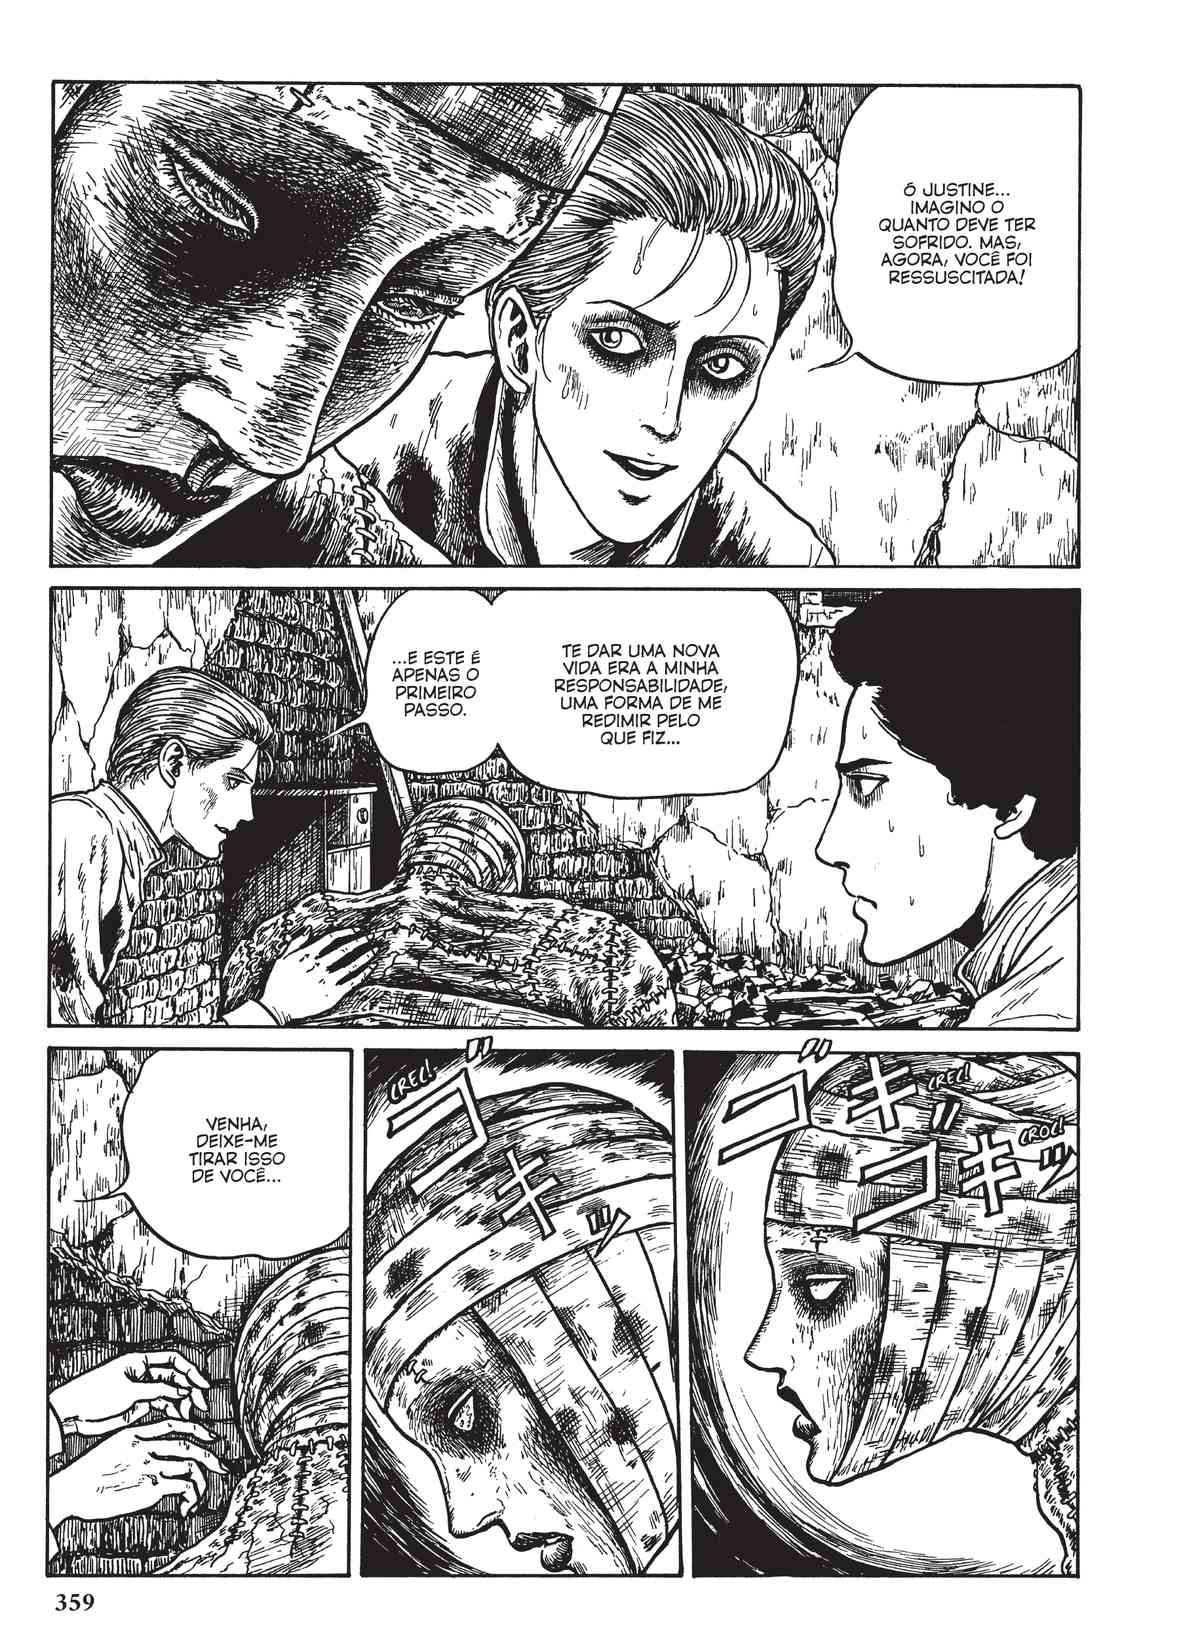 Ó JUSTINE...
IMAGINO O
QUANTO DEVE TER
SOFRIDO. MAS,
AGORA, VOCÊ FOI
RESSUSCITADA!
...E ESTE É
APENAS O
PRIMEIRO
PASSO.
TE DAR UMA NOVA
VIDA ERA A MINHA
RESPONSABILIDADE,
UMA FORMA DE ME
REDIMIR PELO
QUE FIZ...
VENHA,
DEIXE-ME
TIRAR ISSO
DE VOCÊ...
CREC!
ゴキッ
CREC!
ゴキッ
CROC!
ゴキッ
359